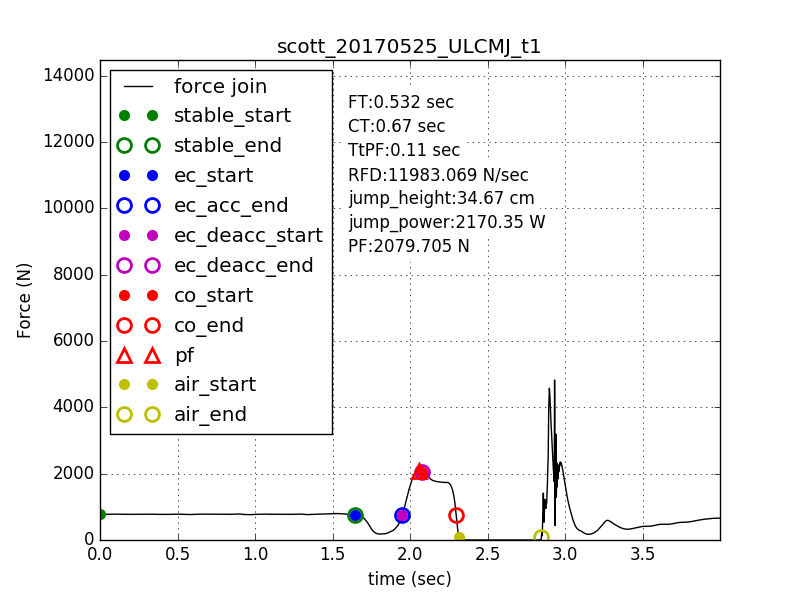 scott_20170525_ULCMJ_t1
14000
12000
10000
8000
6000
4000
2000
0
Force (N)
force join
stable_start
stable_end
ec_start
ec_acc_end
ec_deacc_start
ec_deacc_end
co_start
co_end
pf
air_start
air_end
FT:0.532 sec
CT:0.67 sec
TtPF:0.11 sec
RFD:11983.069 N/sec
jump_height:34.67 cm
jump_power:2170.35 W
PF:2079.705 N
0.0 0.5 1.0 1.5 2.0 2.5 3.0 3.5
time (sec)